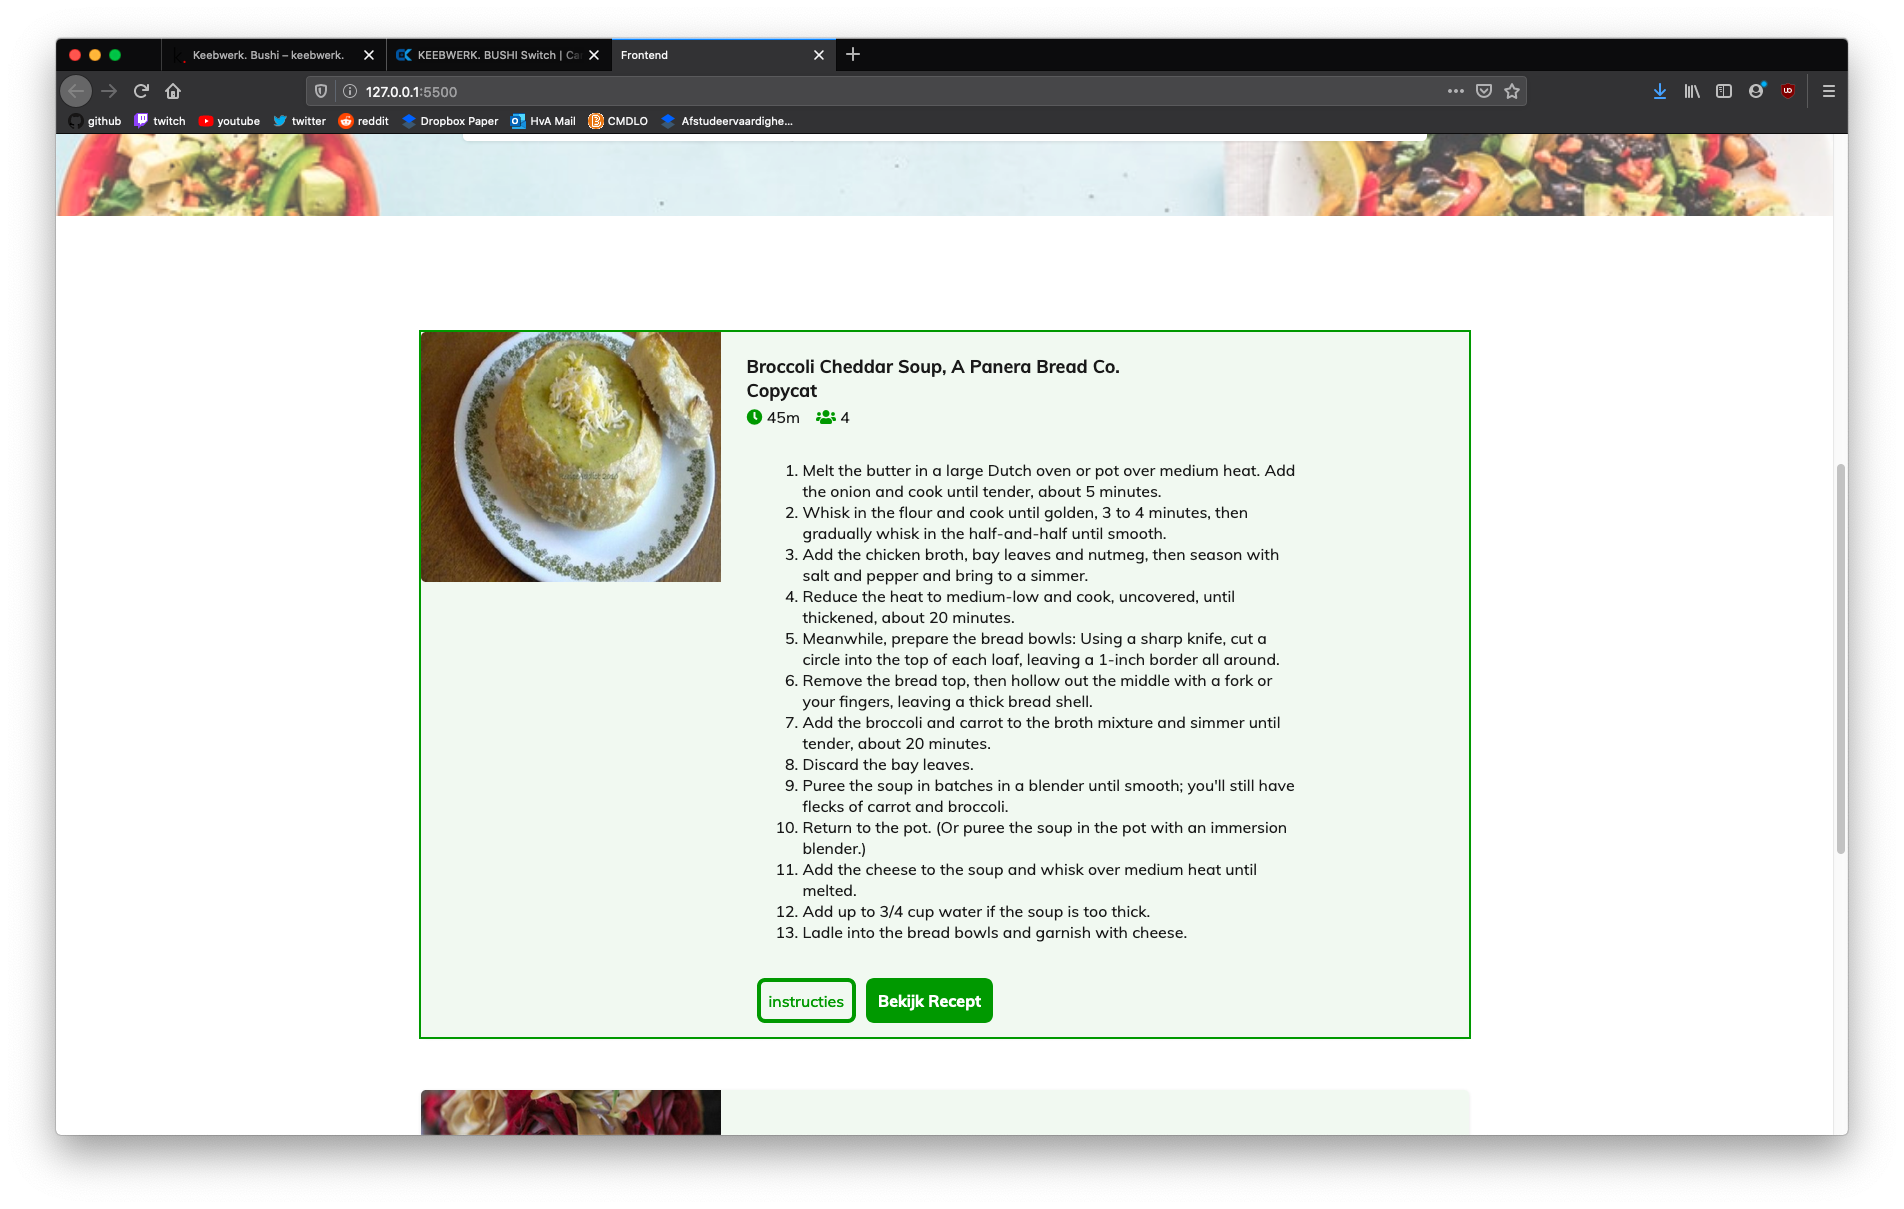 Keebwerk. Bushi – keebwerk.
KEEBWERK. BUSHI Switch | Ca
Frontend
127.0.0.1:5500
github
twitch
youtube
twitter
reddit
Dropbox Paper
HvA Mail
CMDLO
Afstudeervaardighe...
Broccoli Cheddar Soup, A Panera Bread Co.
Copycat
45m 4
1. Melt the butter in a large Dutch oven or pot over medium heat. Add
the onion and cook until tender, about 5 minutes.
2. Whisk in the flour and cook until golden, 3 to 4 minutes, then
gradually whisk in the half-and-half until smooth.
3. Add the chicken broth, bay leaves and nutmeg, then season with
salt and pepper and bring to a simmer.
4. Reduce the heat to medium-low and cook, uncovered, until
thickened, about 20 minutes.
5. Meanwhile, prepare the bread bowls: Using a sharp knife, cut a
circle into the top of each loaf, leaving a 1-inch border all around.
6. Remove the bread top, then hollow out the middle with a fork or
your fingers, leaving a thick bread shell.
7. Add the broccoli and carrot to the broth mixture and simmer until
tender, about 20 minutes.
8. Discard the bay leaves.
9. Puree the soup in batches in a blender until smooth; you'll still have
flecks of carrot and broccoli.
10. Return to the pot. (Or puree the soup in the pot with an immersion
blender.)
11. Add the cheese to the soup and whisk over medium heat until
melted.
12. Add up to 3/4 cup water if the soup is too thick.
13. Ladle into the bread bowls and garnish with cheese.
instructies
Bekijk Recept